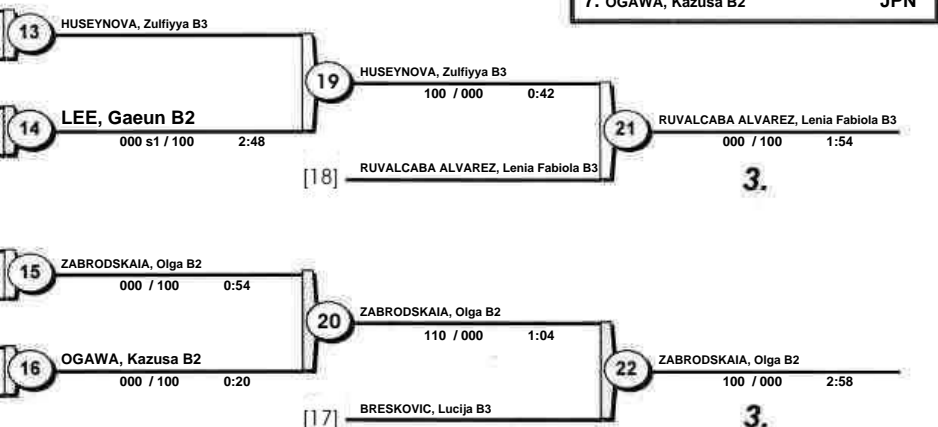 7. OGAWA, Kazusa B2 JPN
13 HUSEYNOVA, Zulfiyya B3
19 HUSEYNOVA, Zulfiyya B3
100 / 000 0:42
14 LEE, Gaeun B2
000 s1 / 100 2:48
21 RUVALCABA ALVAREZ, Lenia Fabiola B3
000 / 100 1:54
[18] RUVALCABA ALVAREZ, Lenia Fabiola B3
3.
15 ZABRODSKAIA, Olga B2
000 / 100 0:54
20 ZABRODSKAIA, Olga B2
110 / 000 1:04
16 OGAWA, Kazusa B2
000 / 100 0:20
22 ZABRODSKAIA, Olga B2
100 / 000 2:58
[17] BRESKOVIC, Lucija B3
3.